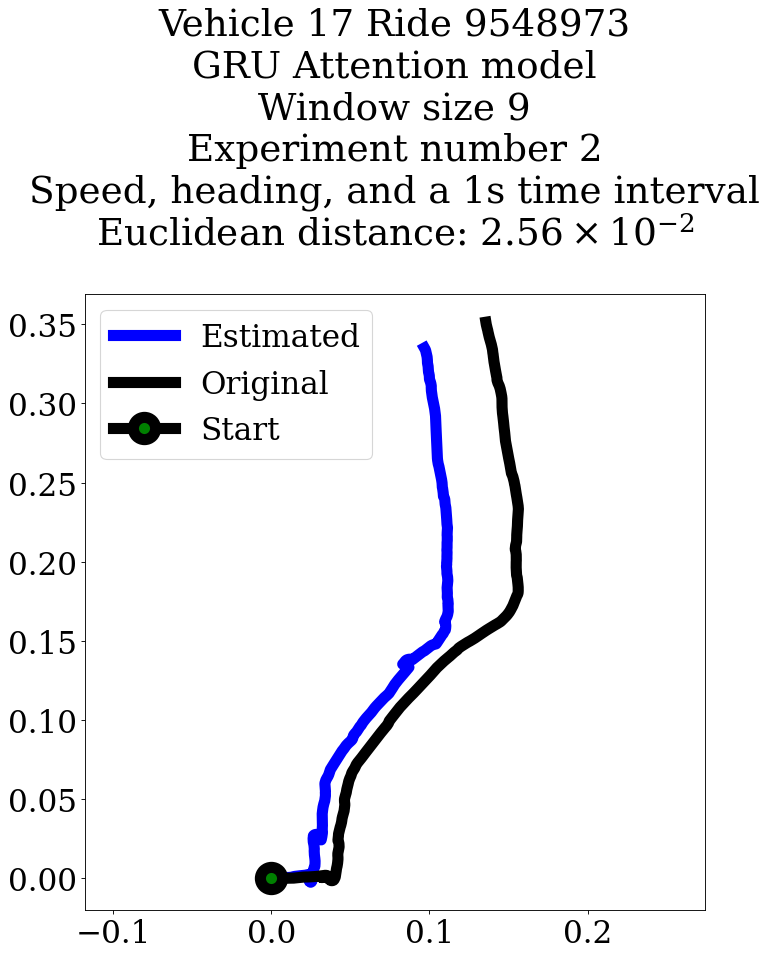 Vehicle 17 Ride 9548973
GRU Attention model
Window size 9
Experiment number 2
Speed, heading, and a 1s time interval
Euclidean distance: 2.56 × 10⁻²
Estimated
Original
Start
0.35
0.30
0.25
0.20
0.15
0.10
0.05
0.00
−0.1 0.0 0.1 0.2